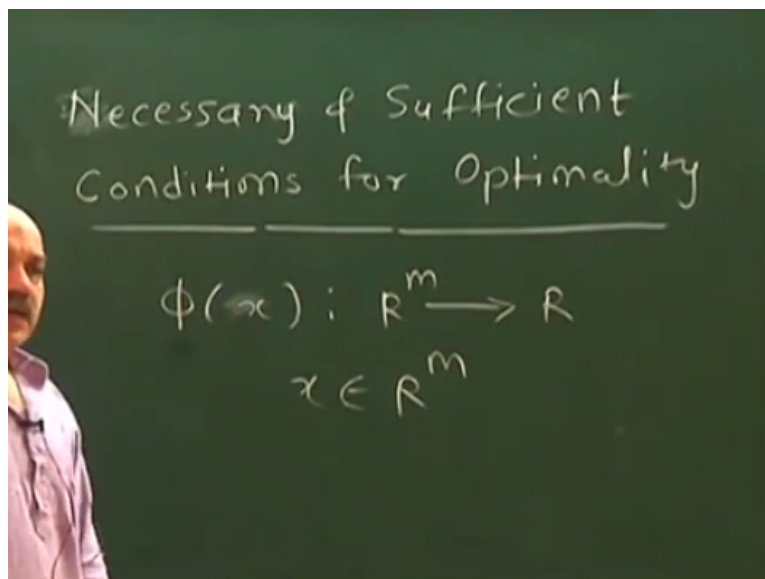 Necessary & Sufficient
Conditions for Optimality
ϕ(x) : R^m → R
x ∈ R^m